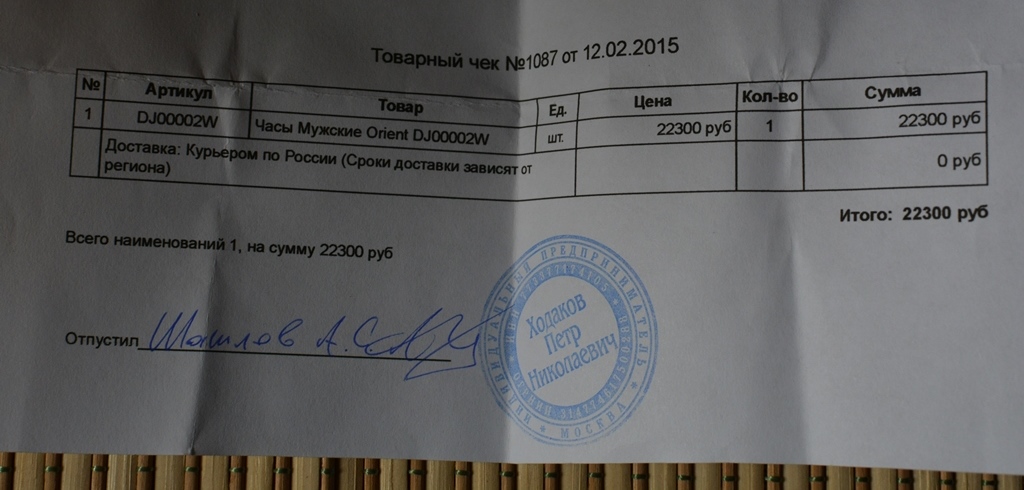 Товарный чек №1087 от 12.02.2015
№ Артикул Товар Ед. Цена Кол-во Сумма
1 DJ00002W Часы Мужские Orient DJ00002W шт. 22300 руб 1 22300 руб
Доставка: Курьером по России (Сроки доставки зависят от
региона) 0 руб
Итого: 22300 руб
Всего наименований 1, на сумму 22300 руб
Отпустил А.С.
ИНДИВИДУАЛЬНЫЙ ПРЕДПРИНИМАТЕЛЬ
Ходаков
Петр
Николаевич
МОСКВА